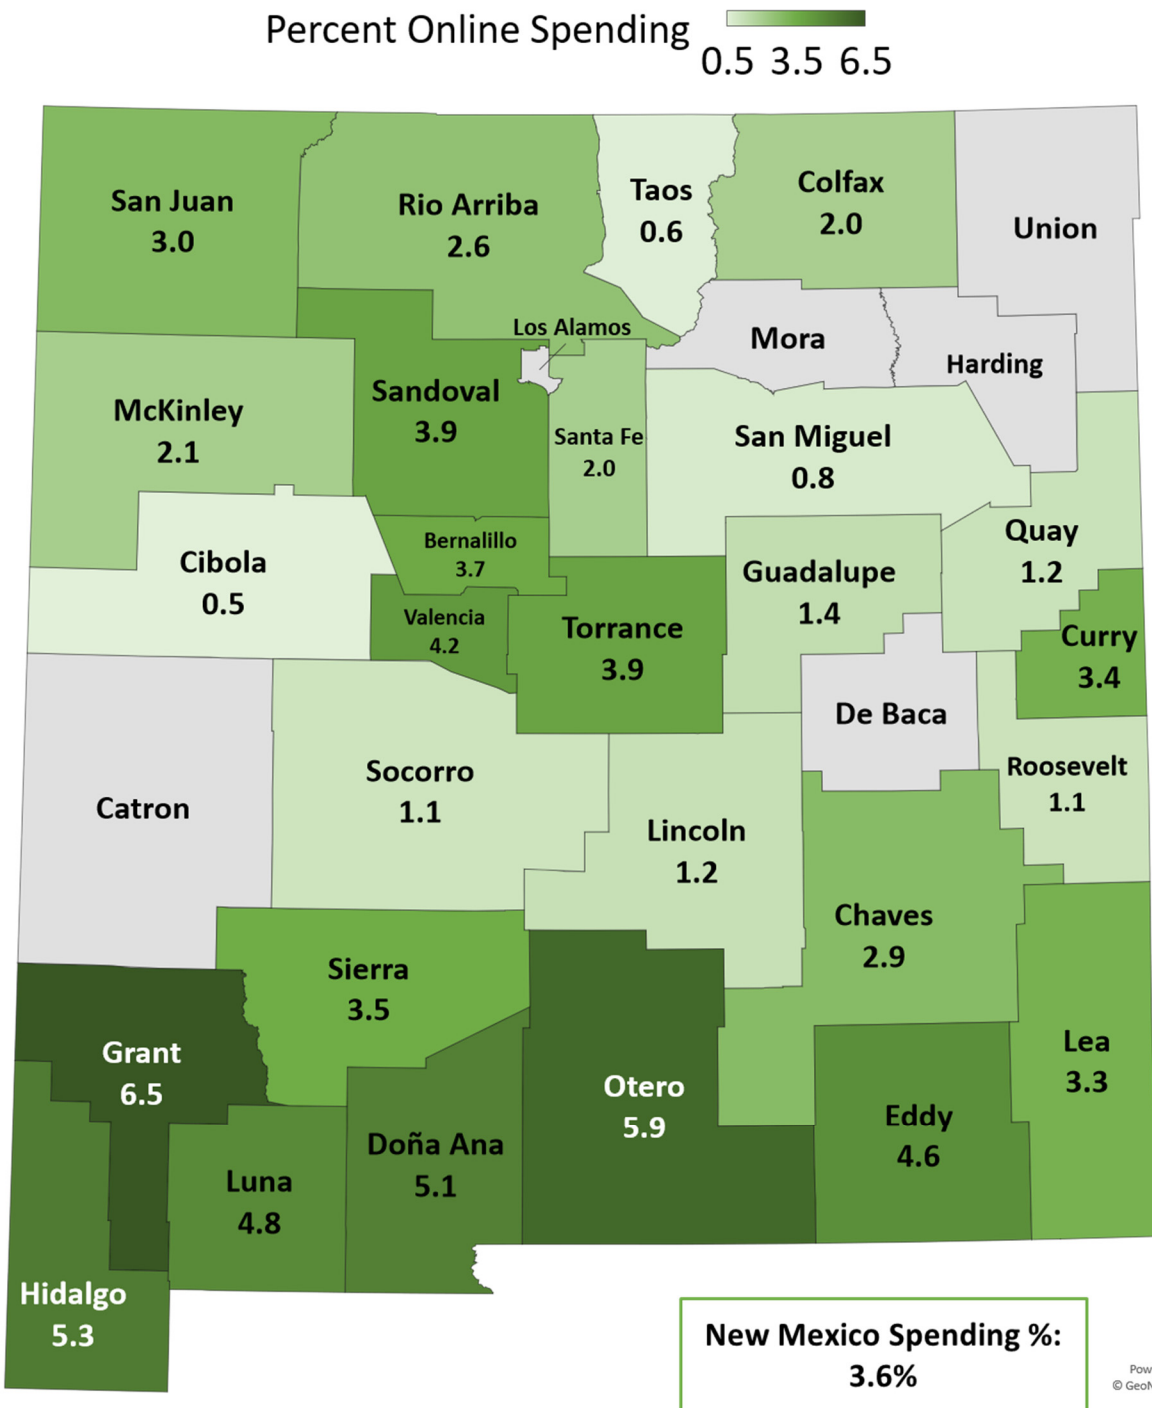 Percent Online Spending
0.5 3.5 6.5
San Juan
3.0
Rio Arriba
2.6
Taos
0.6
Colfax
2.0
Union
Los Alamos
Mora
Harding
McKinley
2.1
Sandoval
3.9
Santa Fe
2.0
San Miguel
0.8
Quay
1.2
Bernalillo
3.7
Cibola
0.5
Guadalupe
1.4
Valencia
4.2
Torrance
3.9
Curry
3.4
De Baca
Catron
Socorro
1.1
Roosevelt
1.1
Lincoln
1.2
Chaves
2.9
Sierra
3.5
Grant
6.5
Otero
5.9
Lea
3.3
Eddy
4.6
Doña Ana
5.1
Luna
4.8
Hidalgo
5.3
New Mexico Spending %:
3.6%
©